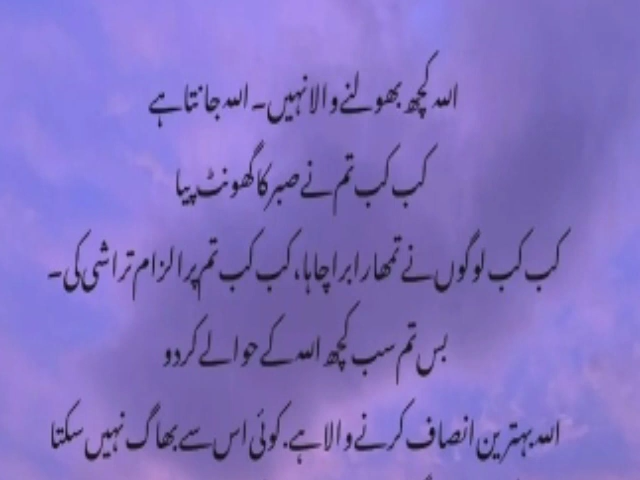 اللہ کچھ بھولنے والا نہیں۔ اللہ جانتا ہے
کب کب تم نے صبر کا گھونٹ پیا
کب کب لوگوں نے تمھارا برا چاہا، کب کب تم پر الزام تراشی کی۔
بس تم سب کچھ اللہ کے حوالے کر دو
اللہ بہترین انصاف کرنے والا ہے. کوئی اس سے بھاگ نہیں سکتا